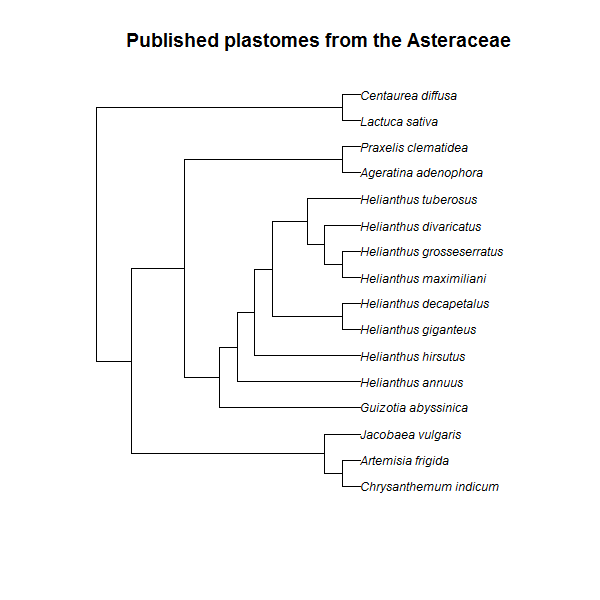 Published plastomes from the Asteraceae
Centaurea diffusa
Lactuca sativa
Praxelis clematidea
Ageratina adenophora
Helianthus tuberosus
Helianthus divaricatus
Helianthus grosseserratus
Helianthus maximiliani
Helianthus decapetalus
Helianthus giganteus
Helianthus hirsutus
Helianthus annuus
Guizotia abyssinica
Jacobaea vulgaris
Artemisia frigida
Chrysanthemum indicum